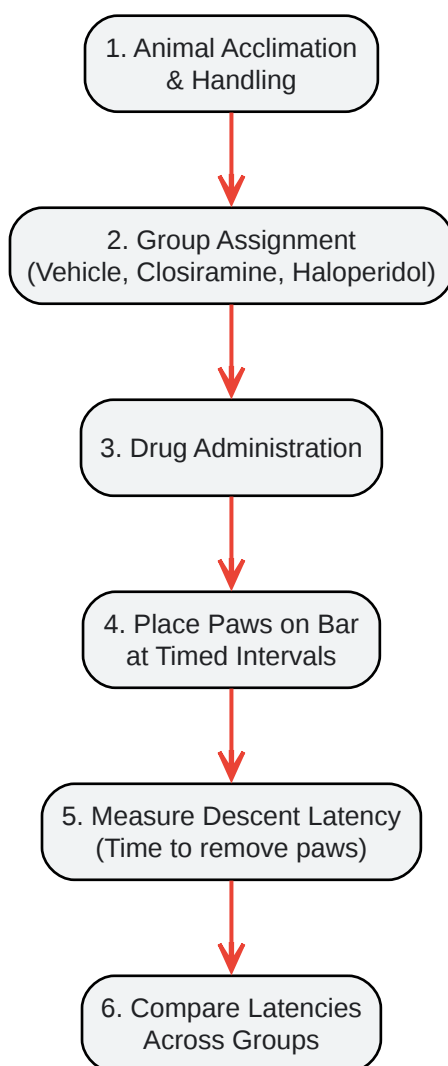 1. Animal Acclimation
& Handling
2. Group Assignment
(Vehicle, Closiramine, Haloperidol)
3. Drug Administration
4. Place Paws on Bar
at Timed Intervals
5. Measure Descent Latency
(Time to remove paws)
6. Compare Latencies
Across Groups